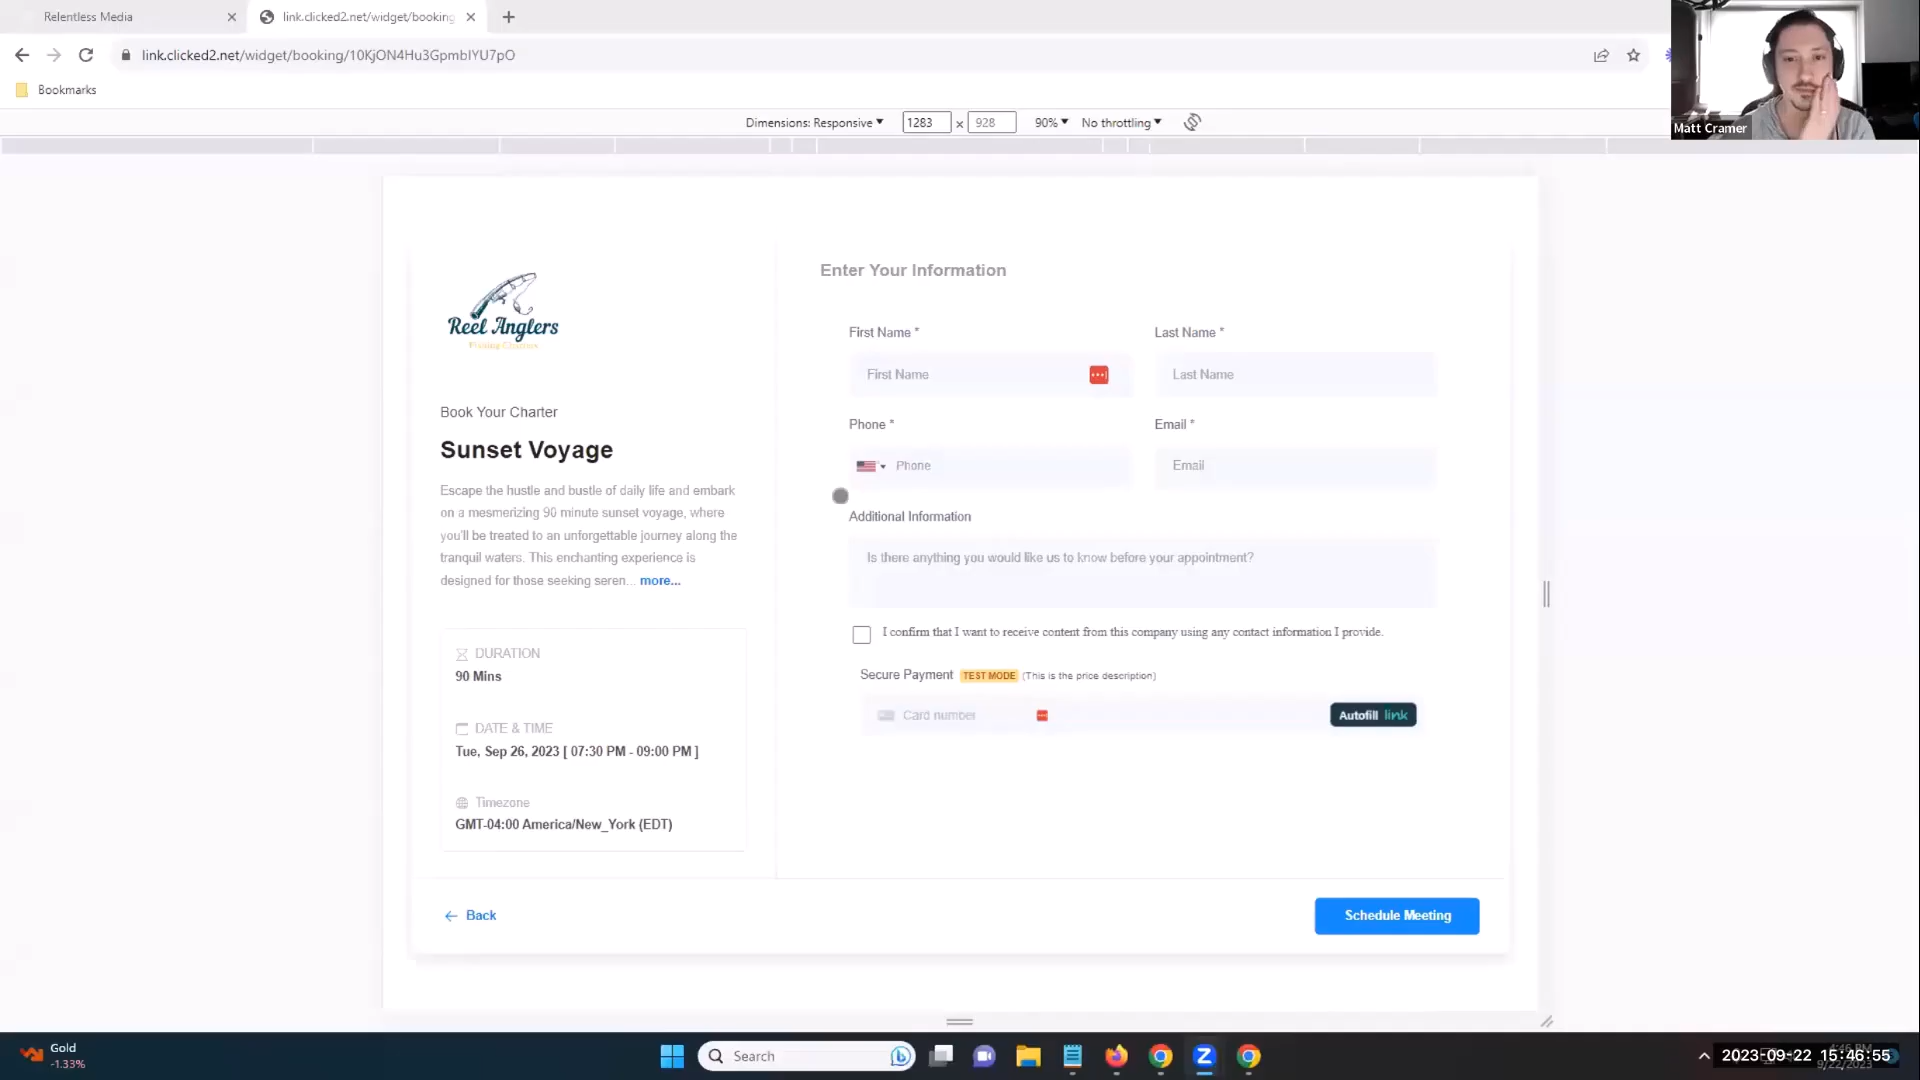 Relentless Media
link.clicked2.net/widget/booking
link.clicked2.net/widget/booking/10KjON4Hu3GpmbIYU7pO
Bookmarks
Dimensions: Responsive
1283 × 928
90%
No throttling
Matt Cramer
Reel Anglers
Fishing Charters
Book Your Charter
Sunset Voyage
Escape the hustle and bustle of daily life and embark
on a mesmerizing 90 minute sunset voyage, where
you'll be treated to an unforgettable journey along the
tranquil waters. This enchanting experience is
designed for those seeking seren... more...
DURATION
90 Mins
DATE & TIME
Tue, Sep 26, 2023 [ 07:30 PM - 09:00 PM ]
Timezone
GMT-04:00 America/New_York (EDT)
Enter Your Information
First Name *
Last Name *
First Name
Last Name
Phone *
Email *
Phone
Email
Additional Information
Is there anything you would like us to know before your appointment?
I confirm that I want to receive content from this company using any contact information I provide.
Secure Payment TEST MODE (This is the price description)
Card number
Autofill link
Back
Schedule Meeting
Gold
-1.33%
Search
2023-09-22 15:46:55